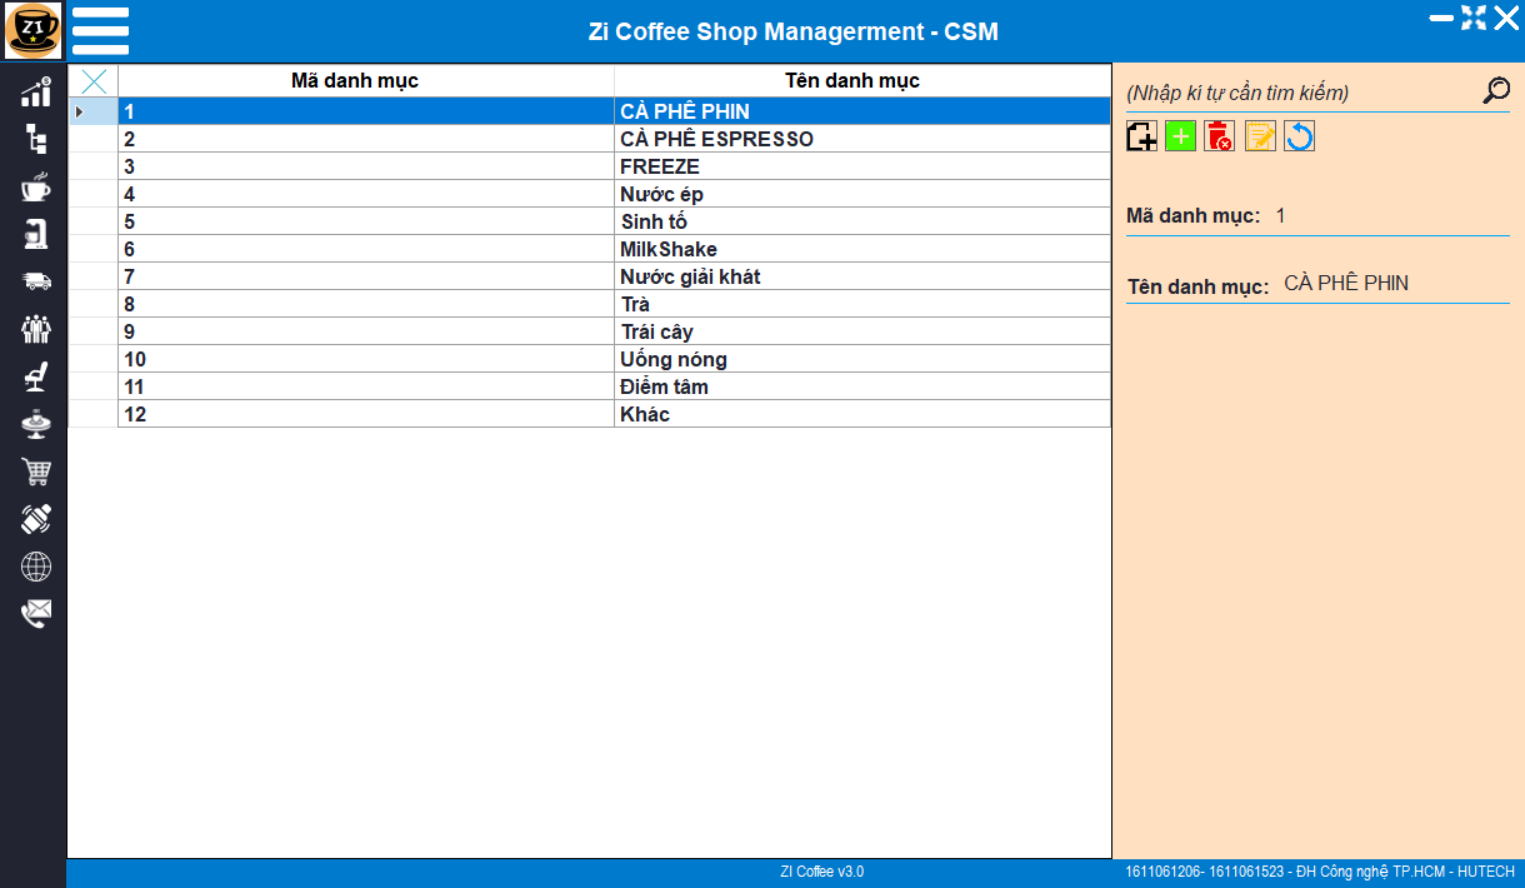 ZI
Zi Coffee Shop Managerment - CSM
Mã danh mục Tên danh mục
1 CÀ PHÊ PHIN
2 CÀ PHÊ ESPRESSO
3 FREEZE
4 Nước ép
5 Sinh tố
6 MilkShake
7 Nước giải khát
8 Trà
9 Trái cây
10 Uống nóng
11 Điểm tâm
12 Khác
(Nhập kí tự cần tìm kiếm)
Mã danh mục: 1
Tên danh mục: CÀ PHÊ PHIN
ZI Coffee v3.0
1611061206- 1611061523 - ĐH Công nghệ TP.HCM - HUTECH